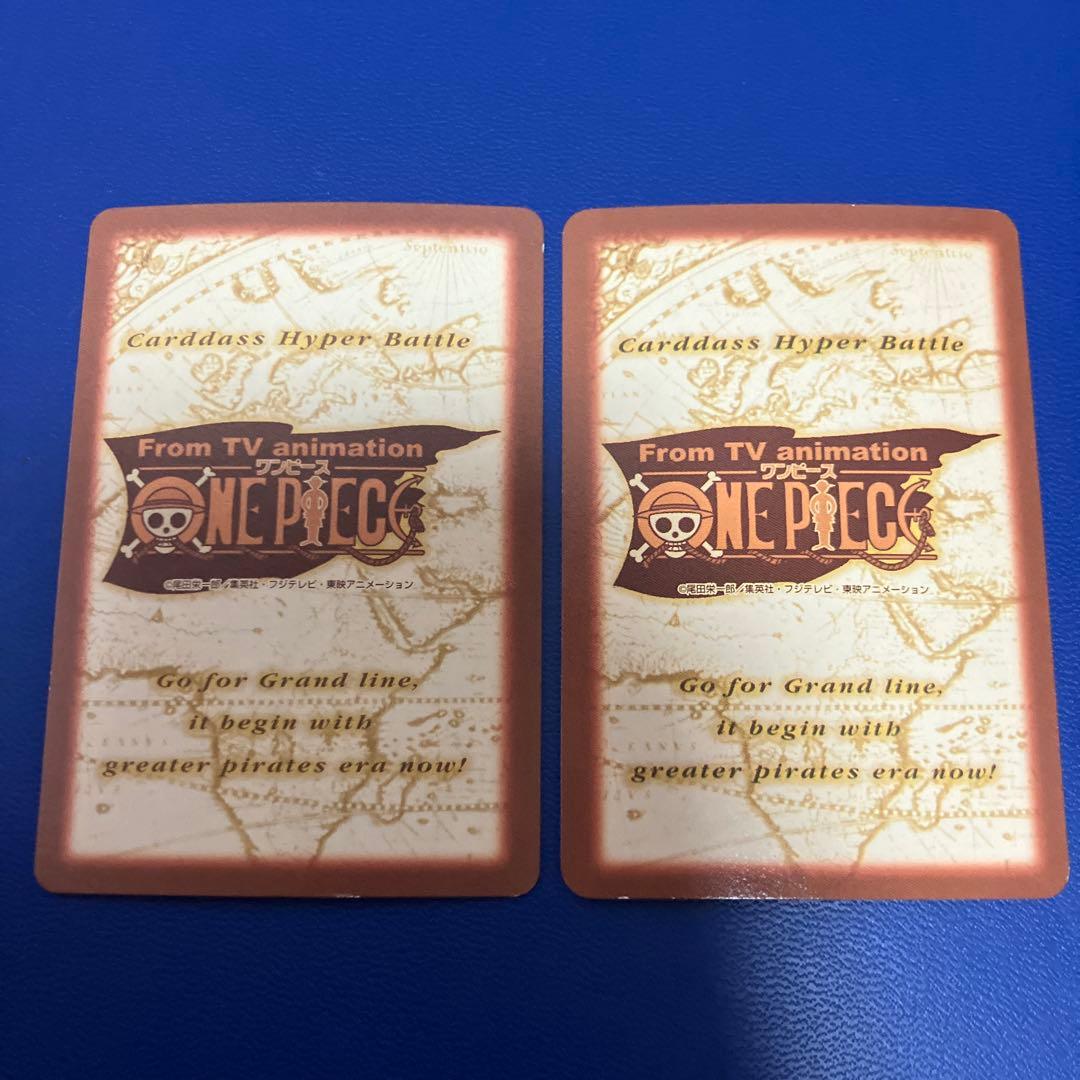 Septentrio
Carddass Hyper Battle
From TV animation
ワンピース
ONE PIECE
©尾田栄一郎／集英社・フジテレビ・東映アニメーション
Go for Grand line,
it begin with
greater pirates era now!
Septentrio
Carddass Hyper Battle
From TV animation
ワンピース
ONE PIECE
©尾田栄一郎／集英社・フジテレビ・東映アニメーション
Go for Grand line,
it begin with
greater pirates era now!